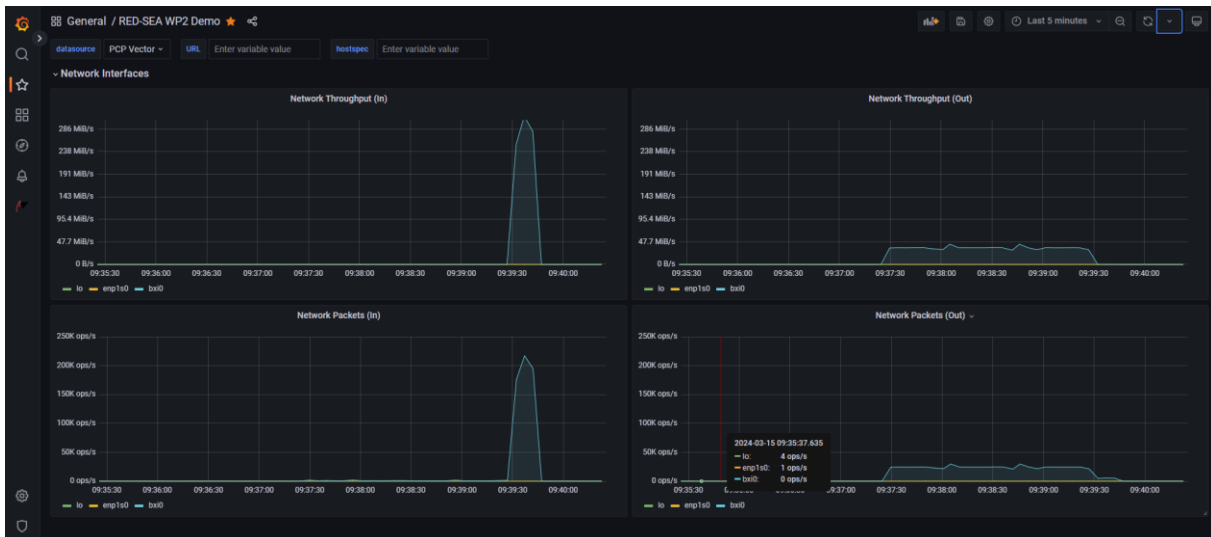 General / RED-SEA WP2 Demo
Last 5 minutes
datasource PCP Vector URL Enter variable value hostspec Enter variable value
Network Interfaces
Network Throughput (In)
286 MiB/s
238 MiB/s
191 MiB/s
143 MiB/s
95.4 MiB/s
47.7 MiB/s
0 B/s
09:35:30 09:36:00 09:36:30 09:37:00 09:37:30 09:38:00 09:38:30 09:39:00 09:39:30 09:40:00
lo enp1s0 bxi0
Network Throughput (Out)
286 MiB/s
238 MiB/s
191 MiB/s
143 MiB/s
95.4 MiB/s
47.7 MiB/s
0 B/s
09:35:30 09:36:00 09:36:30 09:37:00 09:37:30 09:38:00 09:38:30 09:39:00 09:39:30 09:40:00
lo enp1s0 bxi0
Network Packets (In)
250K ops/s
200K ops/s
150K ops/s
100K ops/s
50K ops/s
0 ops/s
09:35:30 09:36:00 09:36:30 09:37:00 09:37:30 09:38:00 09:38:30 09:39:00 09:39:30 09:40:00
lo enp1s0 bxi0
Network Packets (Out)
250K ops/s
200K ops/s
150K ops/s
100K ops/s
50K ops/s
0 ops/s
2024-03-15 09:35:37.635
lo: 4 ops/s
enp1s0: 1 ops/s
bxi0: 0 ops/s
09:35:30 09:37:00 09:37:30 09:38:00 09:38:30 09:39:00 09:39:30 09:40:00
lo enp1s0 bxi0